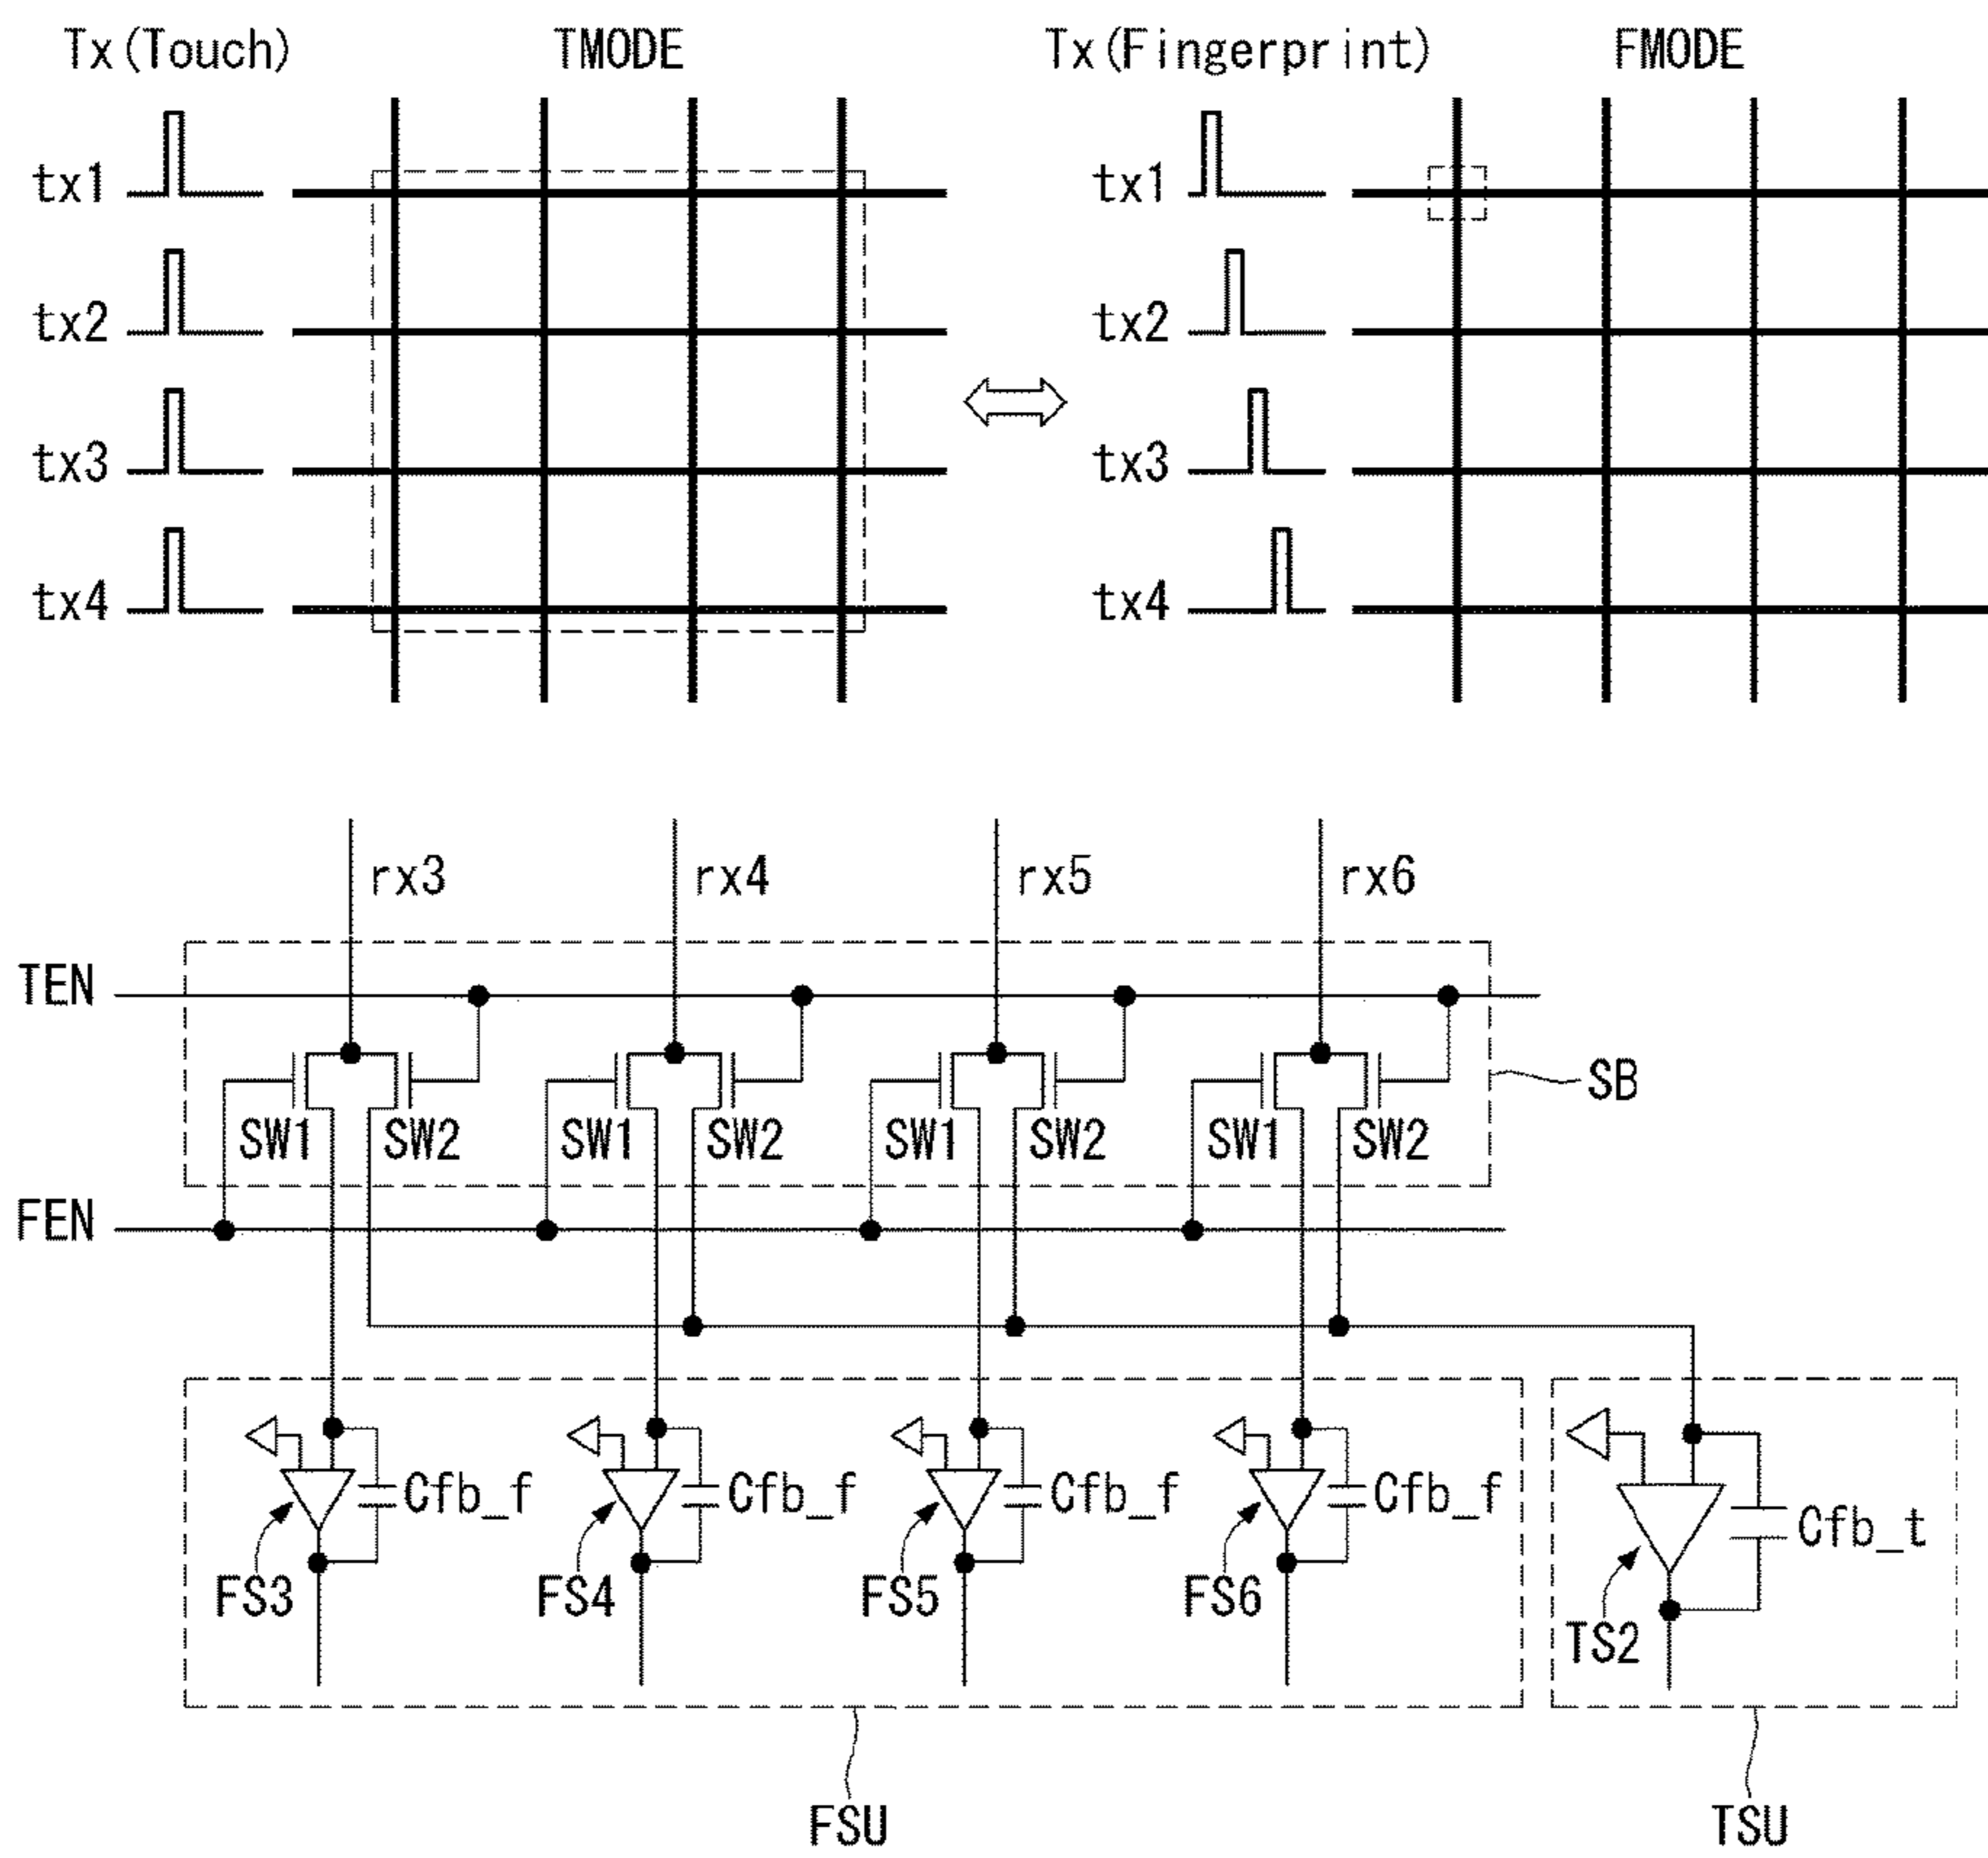 Tx(Touch) TMODE Tx(Fingerprint) FMODE
tx1 tx1
tx2 tx2
tx3 tx3
tx4 tx4
rx3 rx4 rx5 rx6
TEN
SB
SW1 SW2 SW1 SW2 SW1 SW2 SW1 SW2
FEN
Cfb_f Cfb_f Cfb_f Cfb_f Cfb_t
FS3 FS4 FS5 FS6 TS2
FSU TSU